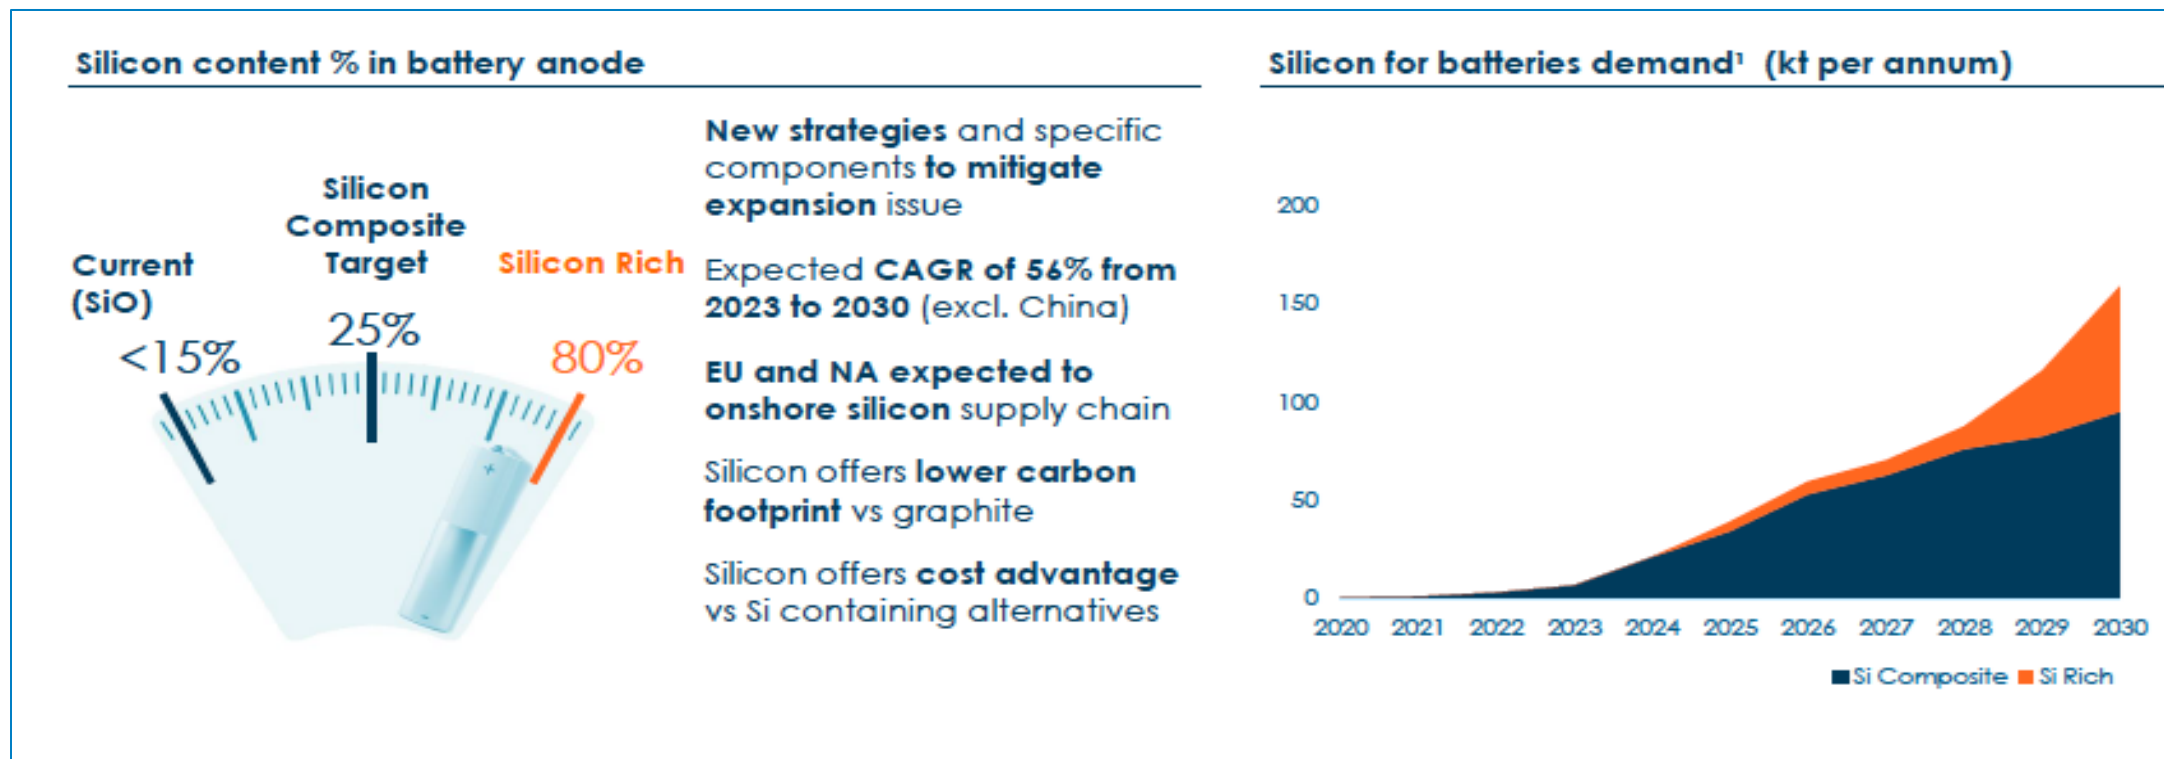 Silicon content % in battery anode
Current
(SiO)
<15%
Silicon
Composite
Target
25%
Silicon Rich
80%
+
-
New strategies and specific
components to mitigate
expansion issue
Expected CAGR of 56% from
2023 to 2030 (excl. China)
EU and NA expected to
onshore silicon supply chain
Silicon offers lower carbon
footprint vs graphite
Silicon offers cost advantage
vs Si containing alternatives
Silicon for batteries demand¹ (kt per annum)
200
150
100
50
0
2020 2021 2022 2023 2024 2025 2026 2027 2028 2029 2030
Si Composite Si Rich